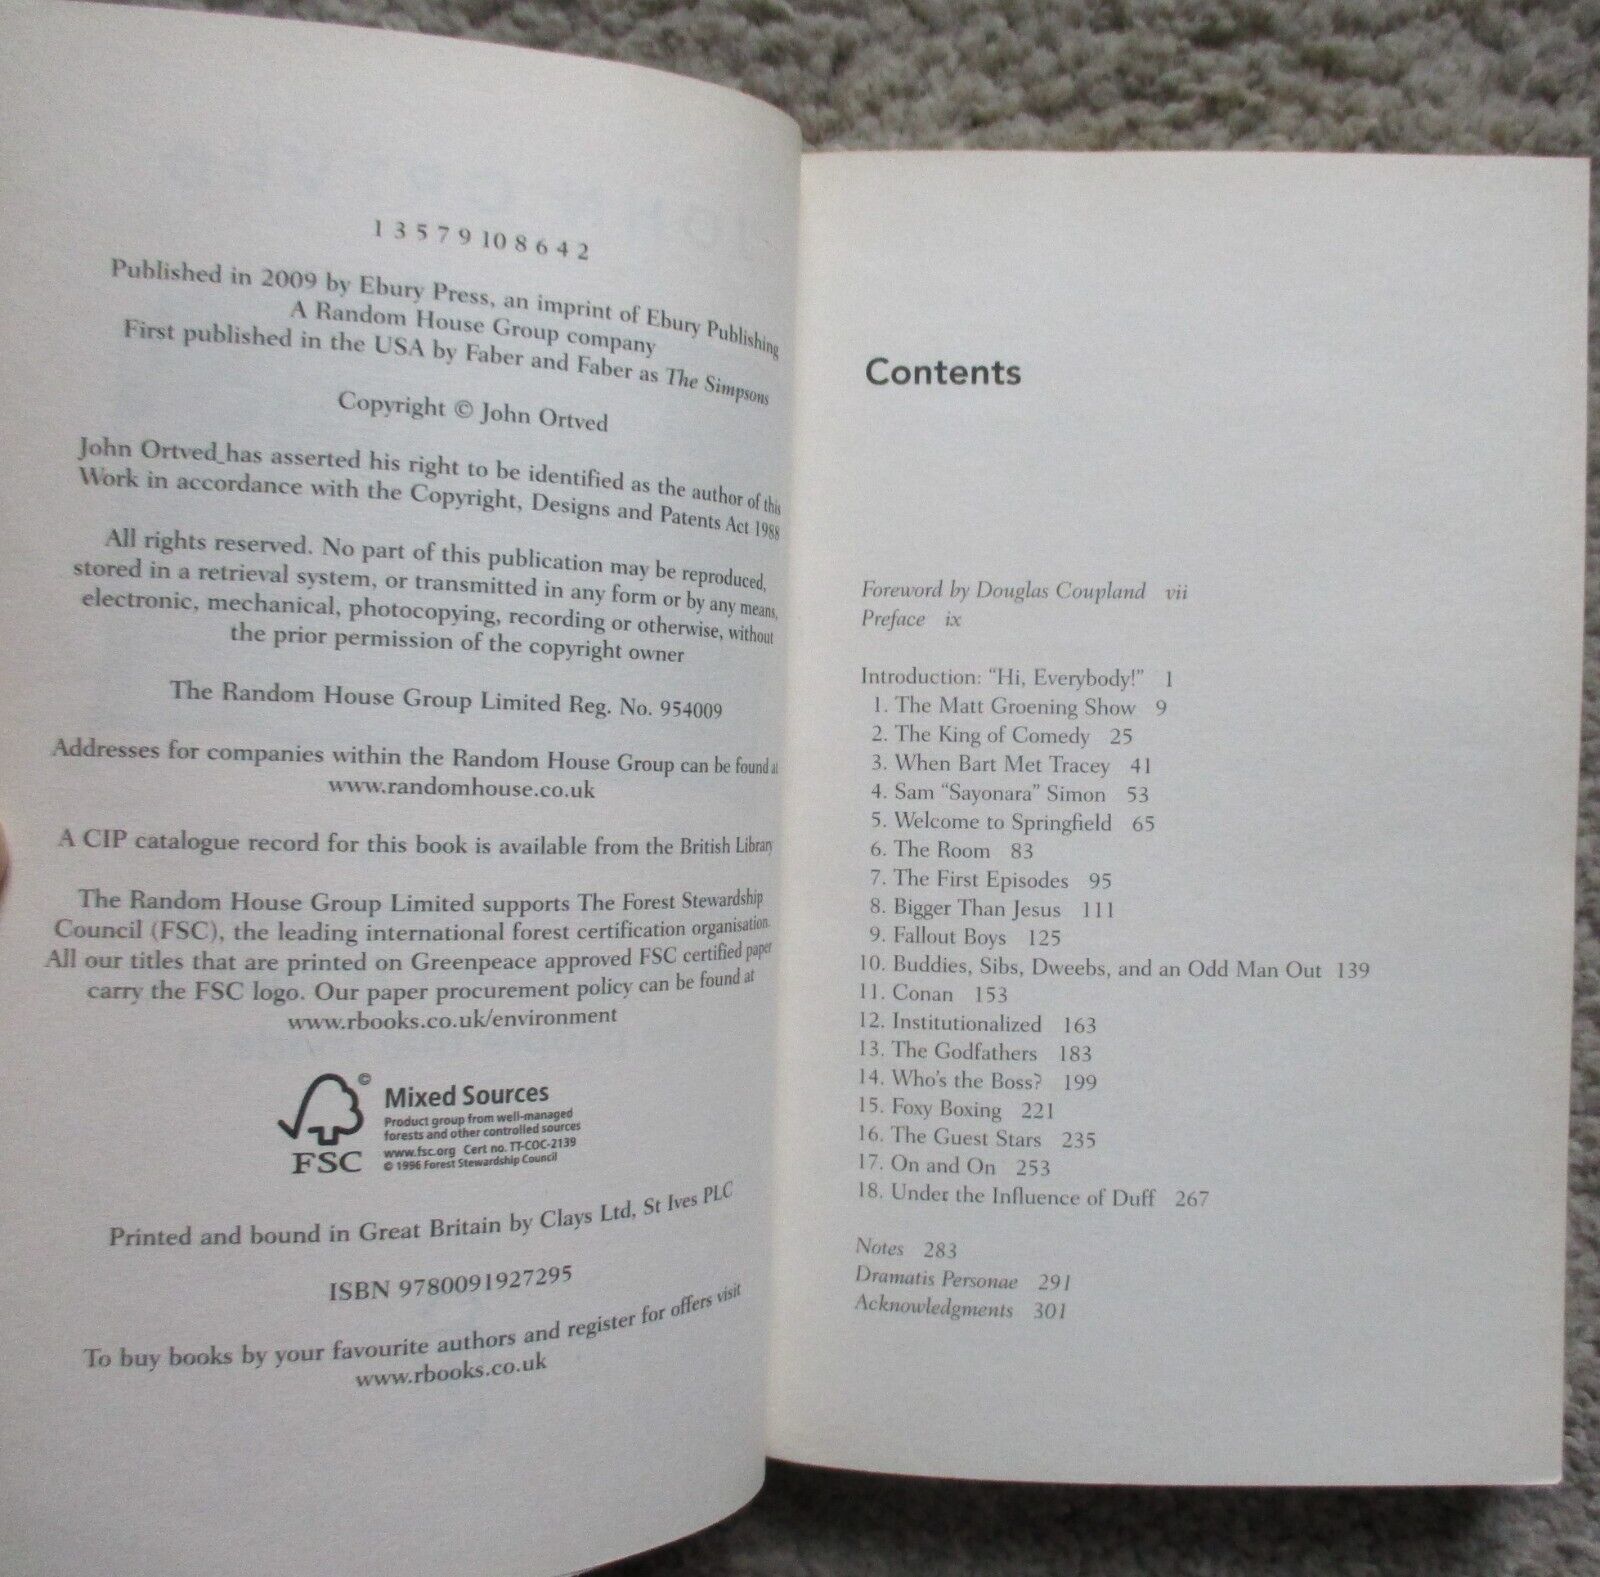 1 3 5 7 9 10 8 6 4 2
Published in 2009 by Ebury Press, an imprint of Ebury Publishing
A Random House Group company
First published in the USA by Faber and Faber as The Simpsons
Copyright © John Ortved
John Ortved has asserted his right to be identified as the author of this
Work in accordance with the Copyright, Designs and Patents Act 1988
All rights reserved. No part of this publication may be reproduced,
stored in a retrieval system, or transmitted in any form or by any means,
electronic, mechanical, photocopying, recording or otherwise, without
the prior permission of the copyright owner
The Random House Group Limited Reg. No. 954009
Addresses for companies within the Random House Group can be found at
www.randomhouse.co.uk
A CIP catalogue record for this book is available from the British Library
The Random House Group Limited supports The Forest Stewardship
Council (FSC), the leading international forest certification organisation.
All our titles that are printed on Greenpeace approved FSC certified paper
carry the FSC logo. Our paper procurement policy can be found at
www.rbooks.co.uk/environment
©
FSC
Mixed Sources
Product group from well-managed
forests and other controlled sources
www.fsc.org Cert no. TT-COC-2139
© 1996 Forest Stewardship Council
Printed and bound in Great Britain by Clays Ltd, St Ives PLC
ISBN 9780091927295
To buy books by your favourite authors and register for offers visit
www.rbooks.co.uk
Contents
Foreword by Douglas Coupland vii
Preface ix
Introduction: "Hi, Everybody!" 1
1. The Matt Groening Show 9
2. The King of Comedy 25
3. When Bart Met Tracey 41
4. Sam "Sayonara" Simon 53
5. Welcome to Springfield 65
6. The Room 83
7. The First Episodes 95
8. Bigger Than Jesus 111
9. Fallout Boys 125
10. Buddies, Sibs, Dweebs, and an Odd Man Out 139
11. Conan 153
12. Institutionalized 163
13. The Godfathers 183
14. Who's the Boss? 199
15. Foxy Boxing 221
16. The Guest Stars 235
17. On and On 253
18. Under the Influence of Duff 267
Notes 283
Dramatis Personae 291
Acknowledgments 301